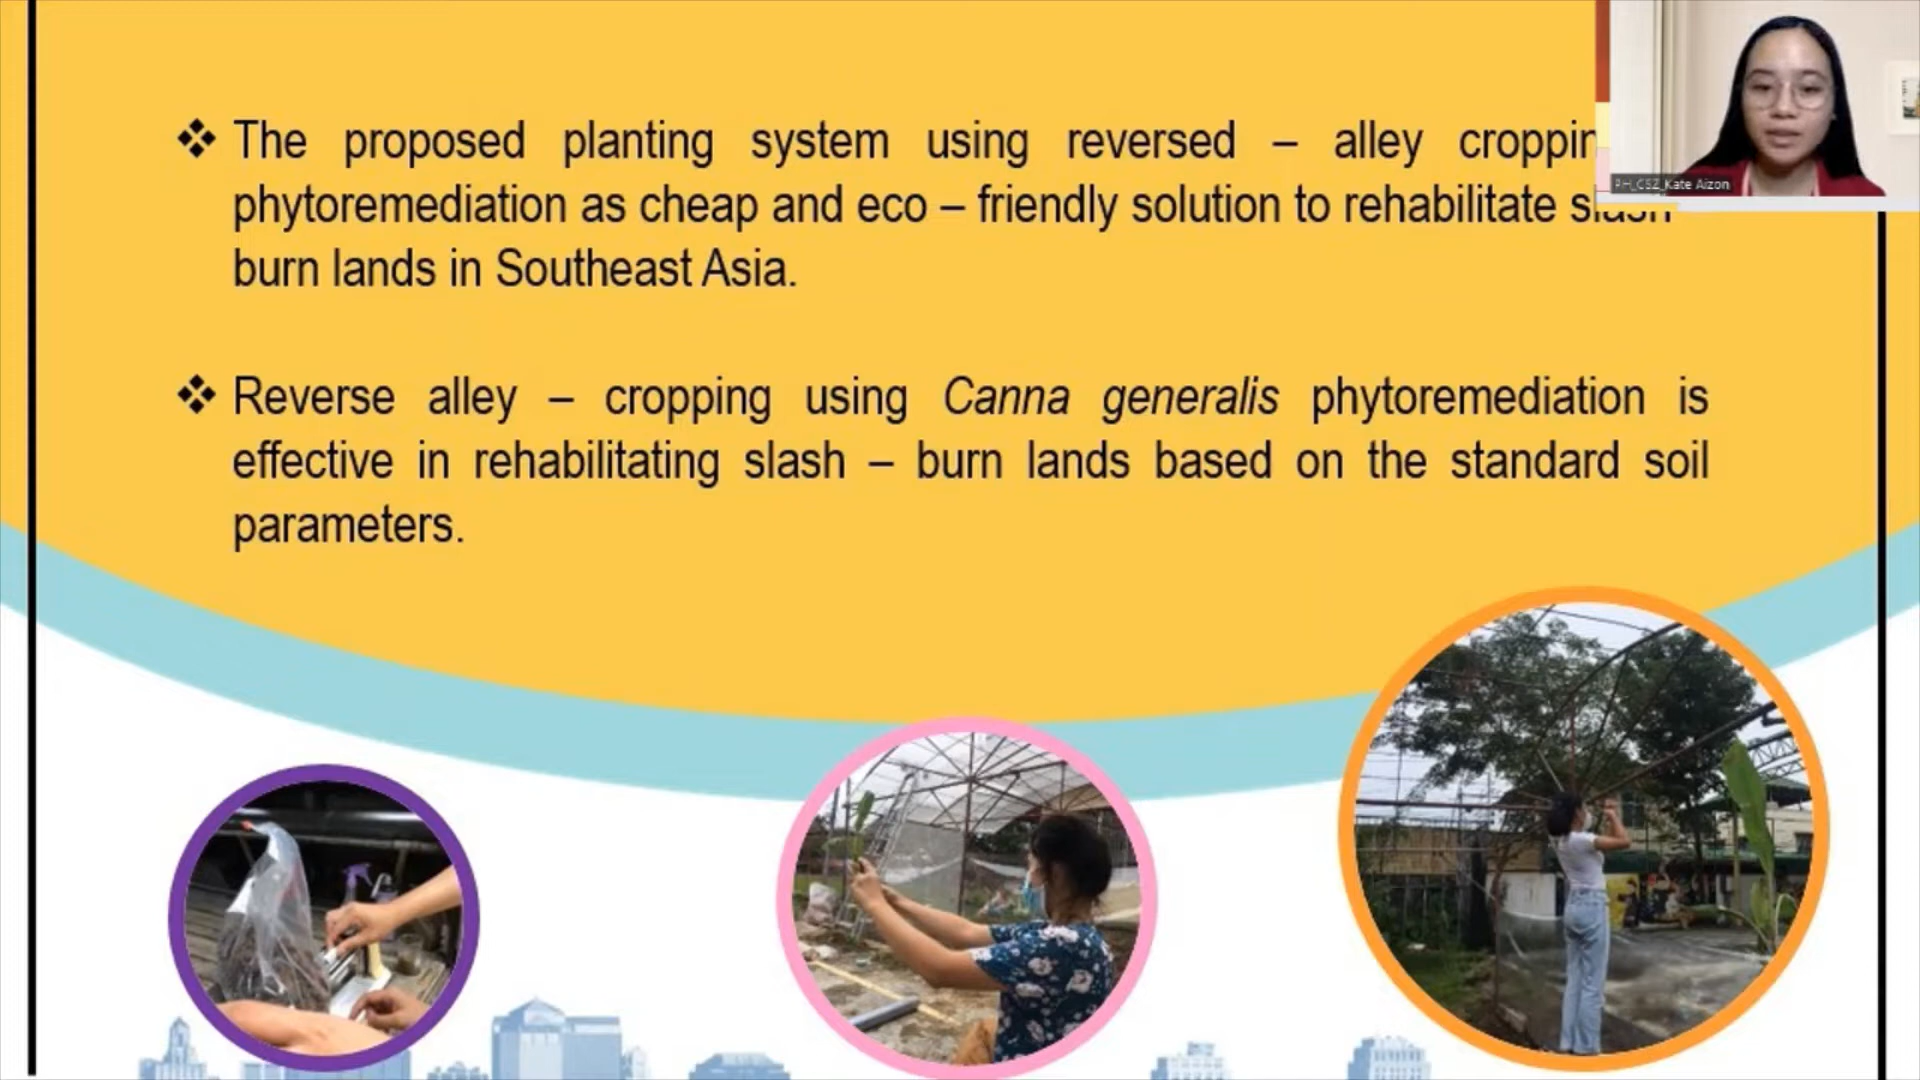 ❖ The proposed planting system using reversed – alley
phytoremediation as cheap and eco – friendly solution to rehabilitate
burn lands in Southeast Asia.
❖ Reverse alley – cropping using Canna generalis phytoremediation is
effective in rehabilitating slash – burn lands based on the standard soil
parameters.
PH_CSZ_Kate Aizon